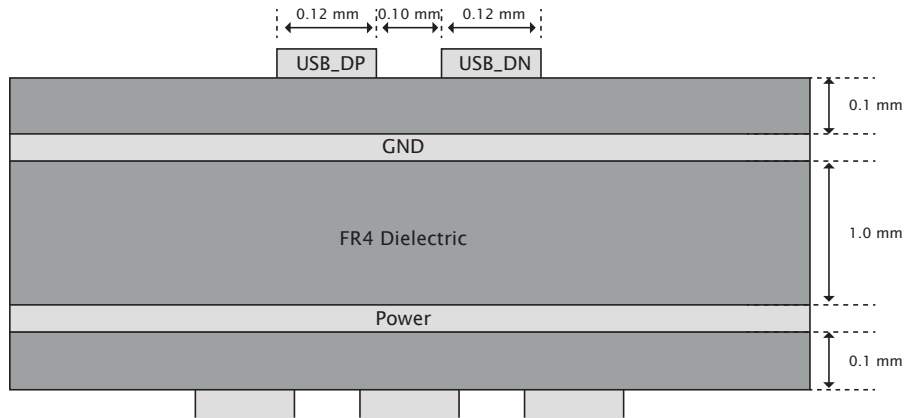 0.12 mm 0.10 mm 0.12 mm
USB_DP USB_DN
0.1 mm
GND
1.0 mm
FR4 Dielectric
Power
0.1 mm